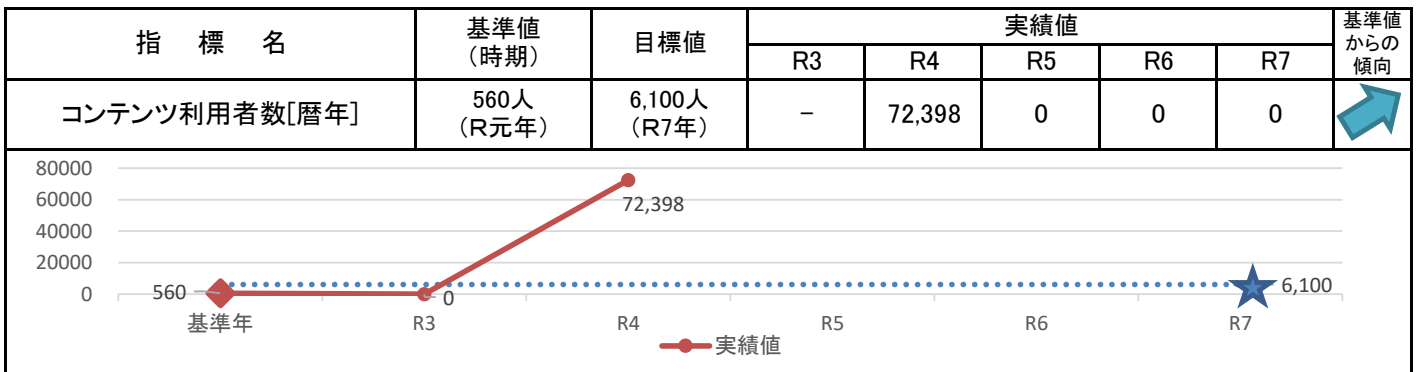 指 標 名
基準値
（時期）
目標値
実績値
基準値
からの
傾向
R3 R4 R5 R6 R7
コンテンツ利用者数[暦年]
560人
（R元年）
6,100人
（R7年）
－ 72,398 0 0 0
80000
60000
40000
20000
0
560
0
72,398
6,100
基準年 R3 R4 R5 R6 R7
実績値